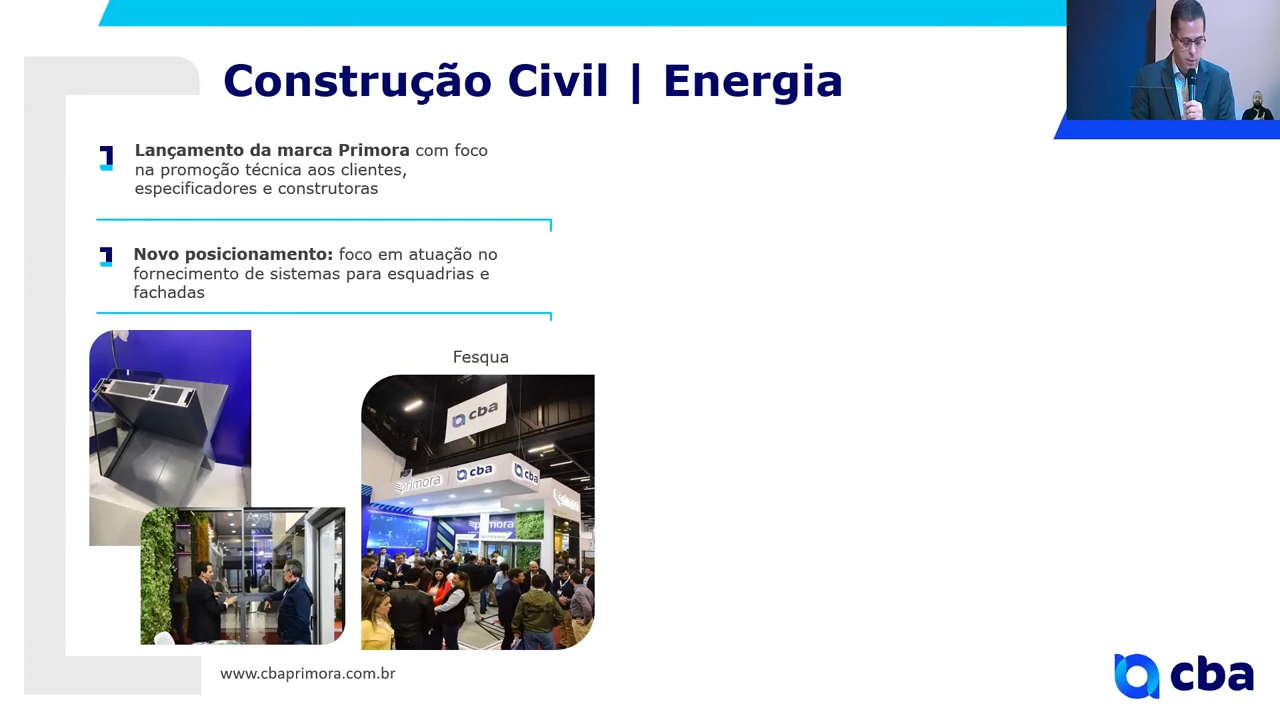 Construção Civil | Energia
Lançamento da marca Primora com foco
na promoção técnica aos clientes,
especificadores e construtoras
Novo posicionamento: foco em atuação no
fornecimento de sistemas para esquadrias e
fachadas
Fesqua
cba
primora
cba
cba
primora
www.cbaprimora.com.br
cba